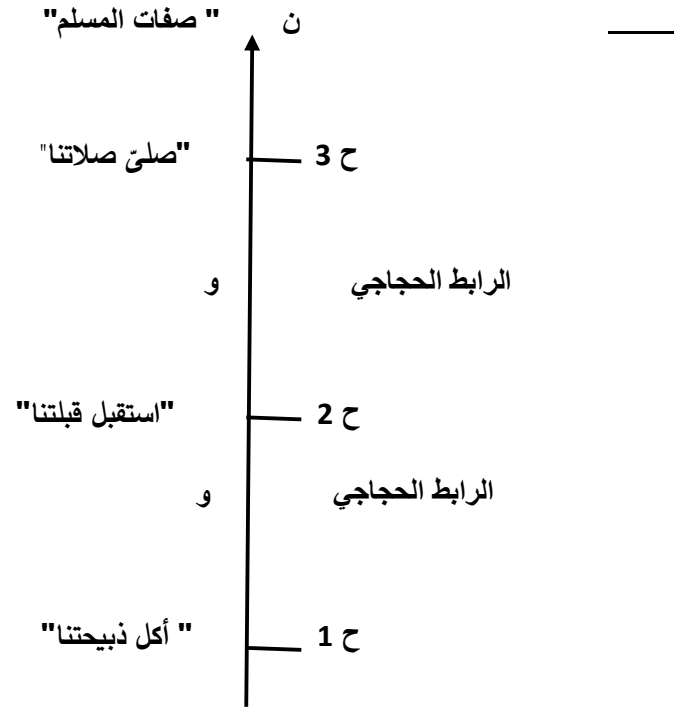 ن " صفات المسلم"
ح 3 "صلىّ صلاتنا"
الرابط الحجاجي و
ح 2 "استقبل قبلتنا"
الرابط الحجاجي و
ح 1 " أكل ذبيحتنا"